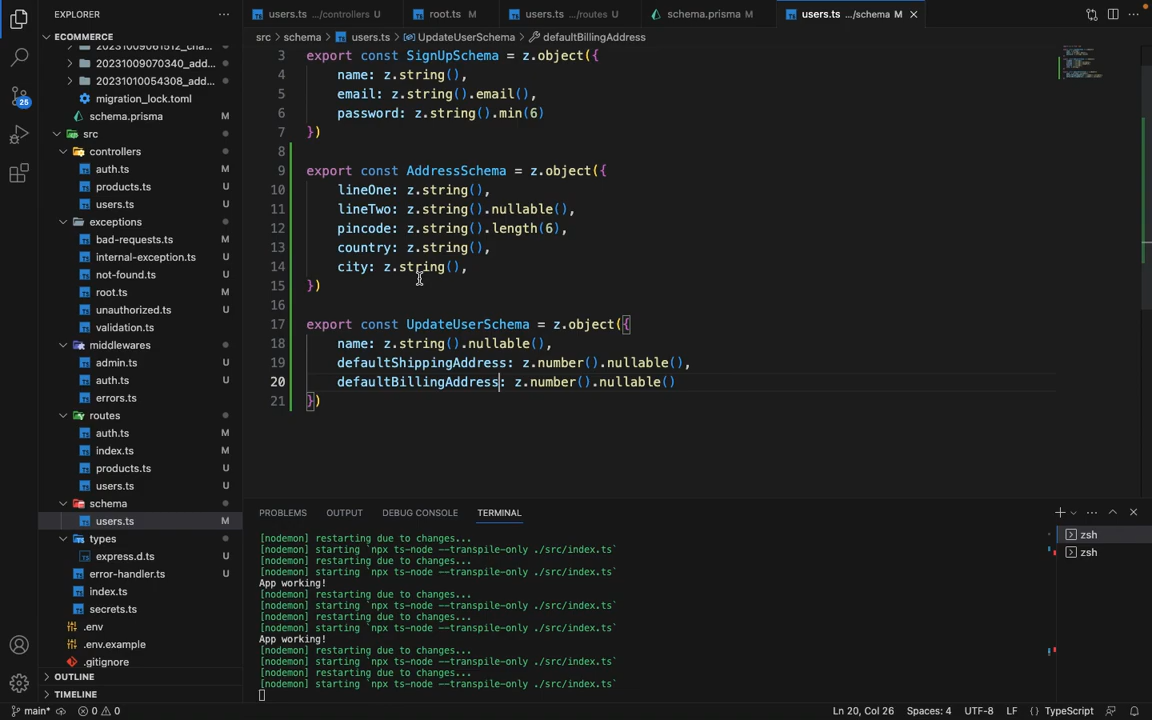 EXPLORER
users.ts .../controllers U
root.ts M
users.ts .../routes U
schema.prisma M
users.ts .../schema M
src > schema > users.ts > UpdateUserSchema > defaultBillingAddress
ECOMMERCE
20231009070340_add...
20231010054308_add...
migration_lock.toml
schema.prisma M
src
controllers
auth.ts M
products.ts U
users.ts U
exceptions
bad-requests.ts M
internal-exception.ts U
not-found.ts U
root.ts M
unauthorized.ts U
validation.ts U
middlewares
admin.ts U
auth.ts U
errors.ts U
routes
auth.ts M
index.ts M
products.ts U
users.ts U
schema
users.ts M
types
express.d.ts U
error-handler.ts U
index.ts
secrets.ts
.env
.env.example
.gitignore
OUTLINE
TIMELINE
25
3 export const SignUpSchema = z.object({
4 name: z.string(),
5 email: z.string().email(),
6 password: z.string().min(6)
7 })
8
9 export const AddressSchema = z.object({
10 lineOne: z.string(),
11 lineTwo: z.string().nullable(),
12 pincode: z.string().length(6),
13 country: z.string(),
14 city: z.string(),
15 })
16
17 export const UpdateUserSchema = z.object({
18 name: z.string().nullable(),
19 defaultShippingAddress: z.number().nullable(),
20 defaultBillingAddress: z.number().nullable()
21 })
PROBLEMS OUTPUT DEBUG CONSOLE TERMINAL
[nodemon] restarting due to changes...
[nodemon] starting `npx ts-node --transpile-only ./src/index.ts`
[nodemon] restarting due to changes...
[nodemon] starting `npx ts-node --transpile-only ./src/index.ts`
App working!
[nodemon] restarting due to changes...
[nodemon] starting `npx ts-node --transpile-only ./src/index.ts`
[nodemon] restarting due to changes...
[nodemon] starting `npx ts-node --transpile-only ./src/index.ts`
App working!
[nodemon] restarting due to changes...
[nodemon] starting `npx ts-node --transpile-only ./src/index.ts`
[nodemon] restarting due to changes...
[nodemon] starting `npx ts-node --transpile-only ./src/index.ts`
zsh
zsh
main* 0 0
Ln 20, Col 26 Spaces: 4 UTF-8 LF {} TypeScript